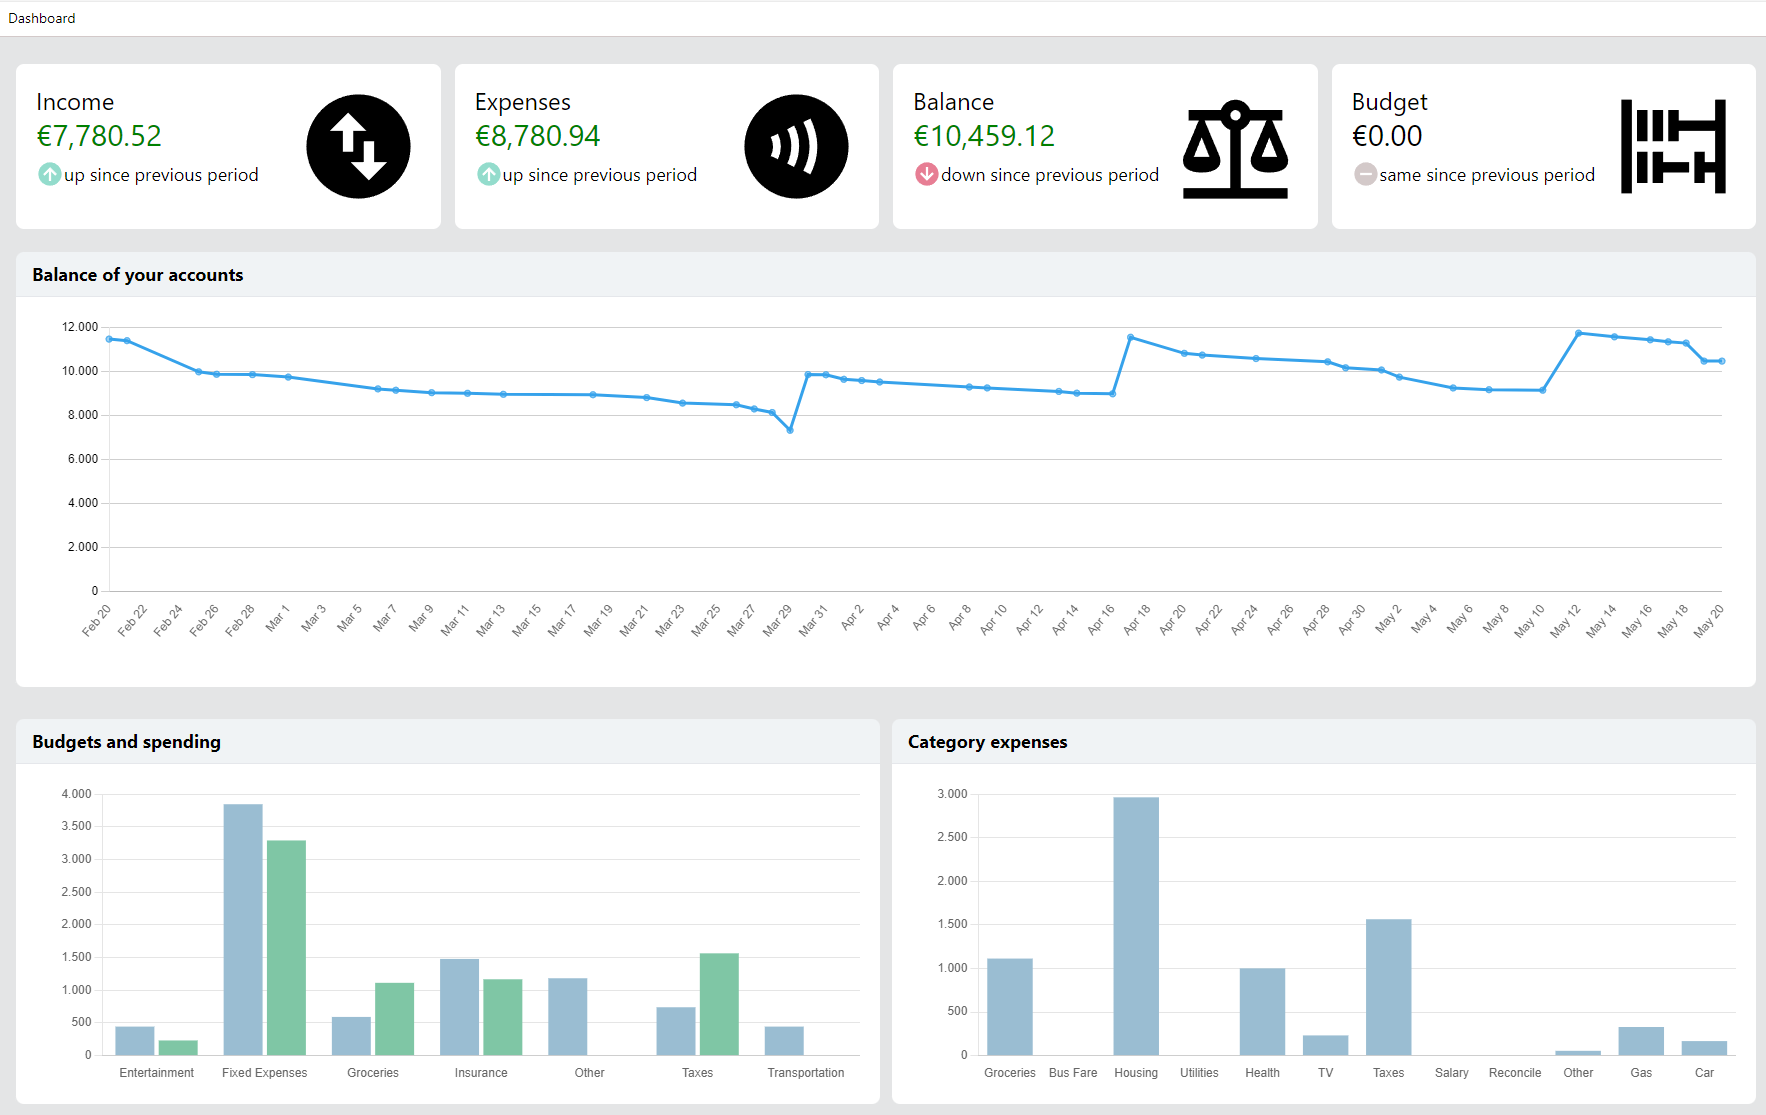 Dashboard
Income
€7,780.52
up since previous period
Expenses
€8,780.94
up since previous period
Balance
€10,459.12
down since previous period
Budget
€0.00
same since previous period
Balance of your accounts
12.000
10.000
8.000
6.000
4.000
2.000
0
Feb 20 Feb 22 Feb 24 Feb 26 Feb 28 Mar 1 Mar 3 Mar 5 Mar 7 Mar 9 Mar 11 Mar 13 Mar 15 Mar 17 Mar 19 Mar 21 Mar 23 Mar 25 Mar 27 Mar 29 Mar 31 Apr 2 Apr 4 Apr 6 Apr 8 Apr 10 Apr 12 Apr 14 Apr 16 Apr 18 Apr 20 Apr 22 Apr 24 Apr 26 Apr 28 Apr 30 May 2 May 4 May 6 May 8 May 10 May 12 May 14 May 16 May 18 May 20
Budgets and spending
4.000
3.500
3.000
2.500
2.000
1.500
1.000
500
0
Entertainment Fixed Expenses Groceries Insurance Other Taxes Transportation
Category expenses
3.000
2.500
2.000
1.500
1.000
500
0
Groceries Bus Fare Housing Utilities Health TV Taxes Salary Reconcile Other Gas Car